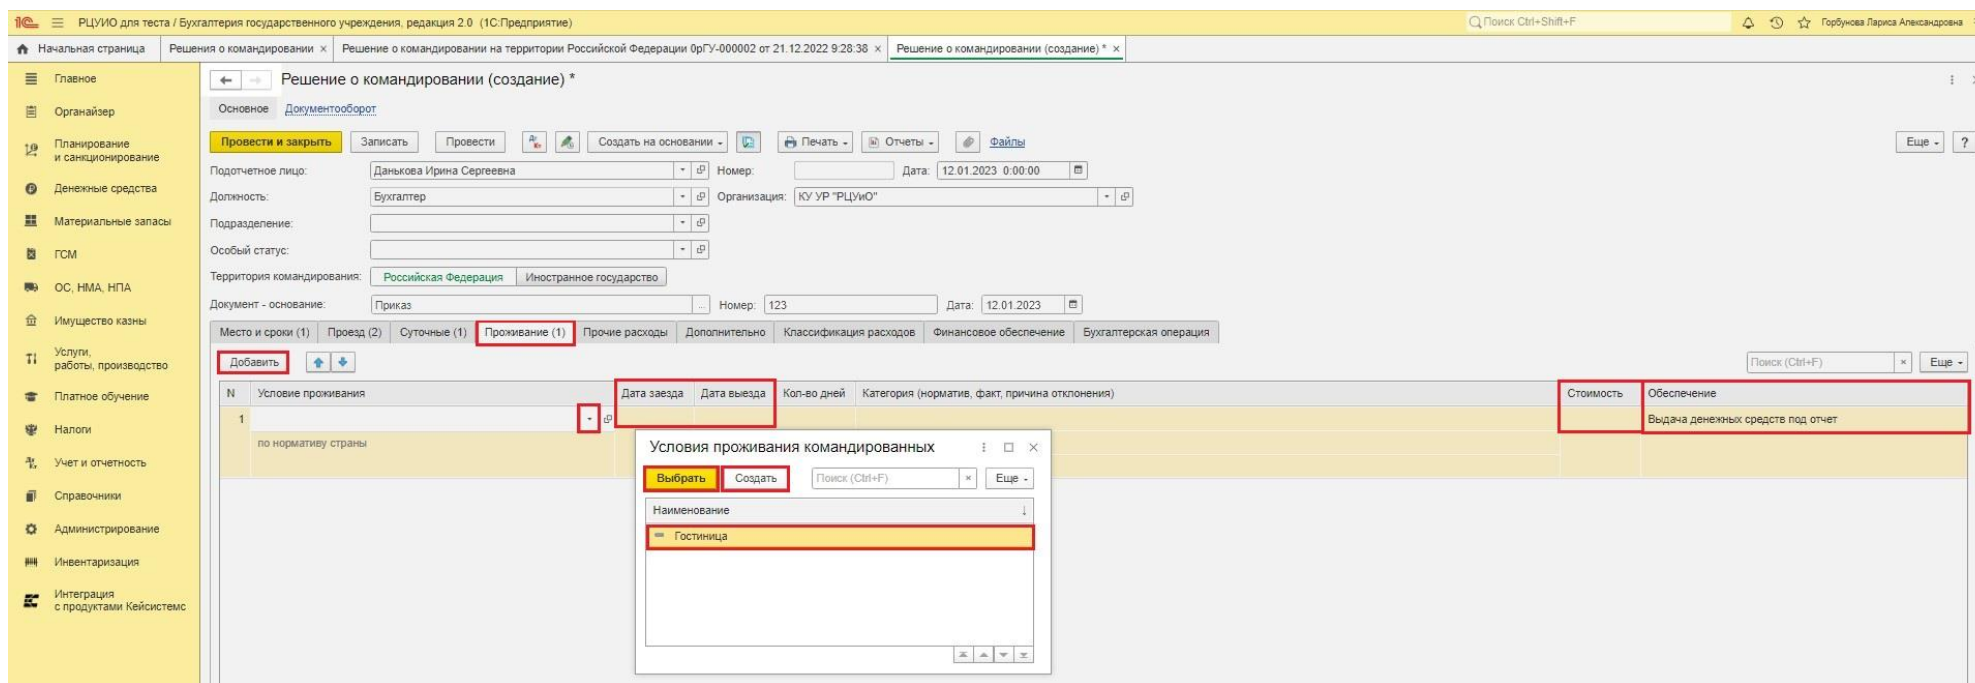 РЦУИО для теста / Бухгалтерия государственного учреждения, редакция 2.0 (1С:Предприятие)
Поиск Ctrl+Shift+F
Горбунова Лариса Александровна
Начальная страница
Решения о командировании ×
Решение о командировании на территории Российской Федерации 0рГУ-000002 от 21.12.2022 9:28:38 ×
Решение о командировании (создание) * ×
Главное
Органайзер
Планирование
и санкционирование
Денежные средства
Материальные запасы
ГСМ
ОС, НМА, НПА
Имущество казны
Услуги,
работы, производство
Платное обучение
Налоги
Учет и отчетность
Справочники
Администрирование
Инвентаризация
Интеграция
с продуктами Кейсистемс
Решение о командировании (создание) *
Основное Документооборот
Провести и закрыть Записать Провести Создать на основании Печать Отчеты Файлы Еще ?
Подотчетное лицо: Данькова Ирина Сергеевна Номер: Дата: 12.01.2023 0:00:00
Должность: Бухгалтер Организация: КУ УР "РЦУиО"
Подразделение:
Особый статус:
Территория командирования: Российская Федерация Иностранное государство
Документ - основание: Приказ ... Номер: 123 Дата: 12.01.2023
Место и сроки (1) Проезд (2) Суточные (1) Проживание (1) Прочие расходы Дополнительно Классификация расходов Финансовое обеспечение Бухгалтерская операция
Добавить Поиск (Ctrl+F) × Еще
N Условие проживания Дата заезда Дата выезда Кол-во дней Категория (норматив, факт, причина отклонения) Стоимость Обеспечение
1 Выдача денежных средств под отчет
по нормативу страны
Условия проживания командированных
Выбрать Создать Поиск (Ctrl+F) × Еще
Наименование
Гостиница